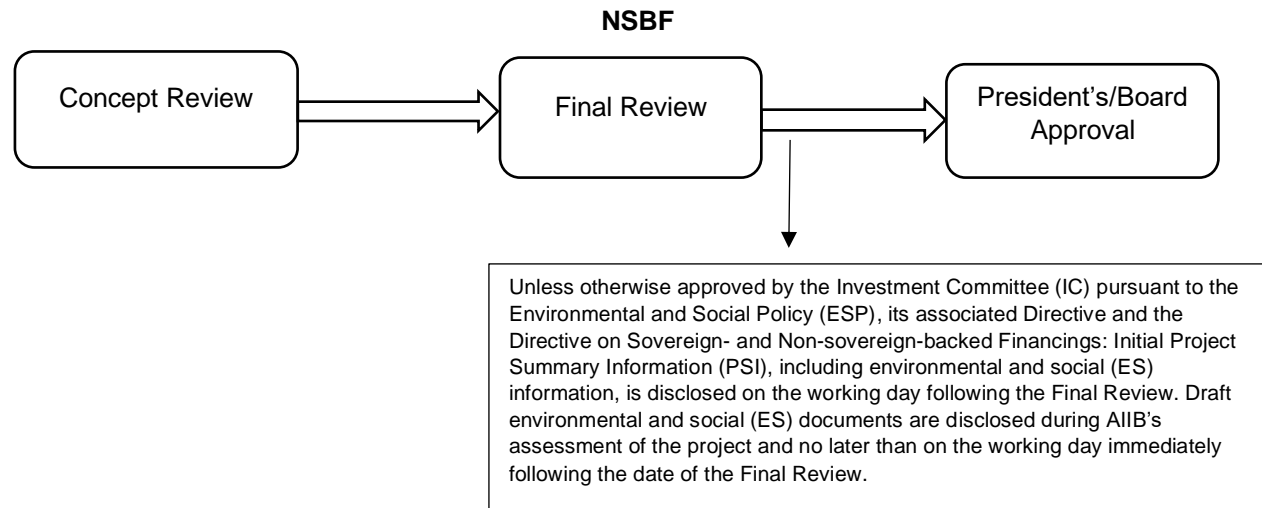 NSBF
Concept Review
Final Review
President’s/Board
Approval
Unless otherwise approved by the Investment Committee (IC) pursuant to the
Environmental and Social Policy (ESP), its associated Directive and the
Directive on Sovereign- and Non-sovereign-backed Financings: Initial Project
Summary Information (PSI), including environmental and social (ES)
information, is disclosed on the working day following the Final Review. Draft
environmental and social (ES) documents are disclosed during AIIB’s
assessment of the project and no later than on the working day immediately
following the date of the Final Review.